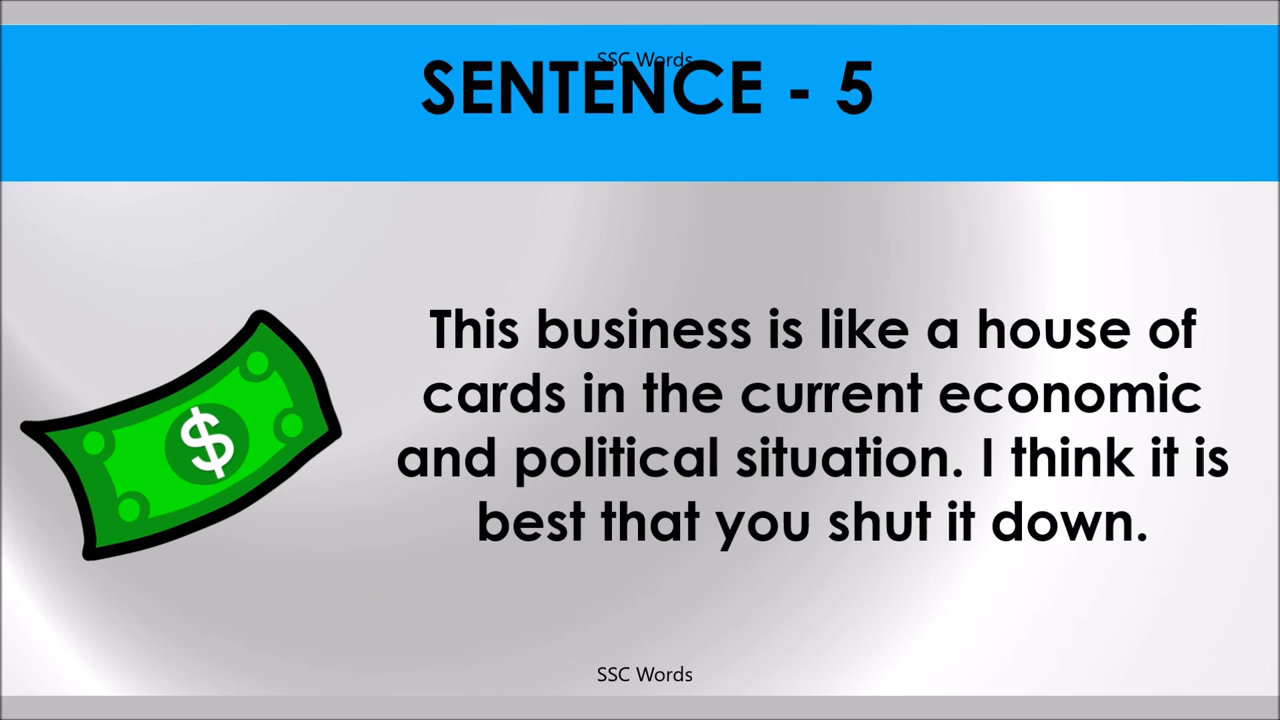 SSC Words
SENTENCE - 5
This business is like a house of
cards in the current economic
and political situation. I think it is
best that you shut it down.
$
SSC Words